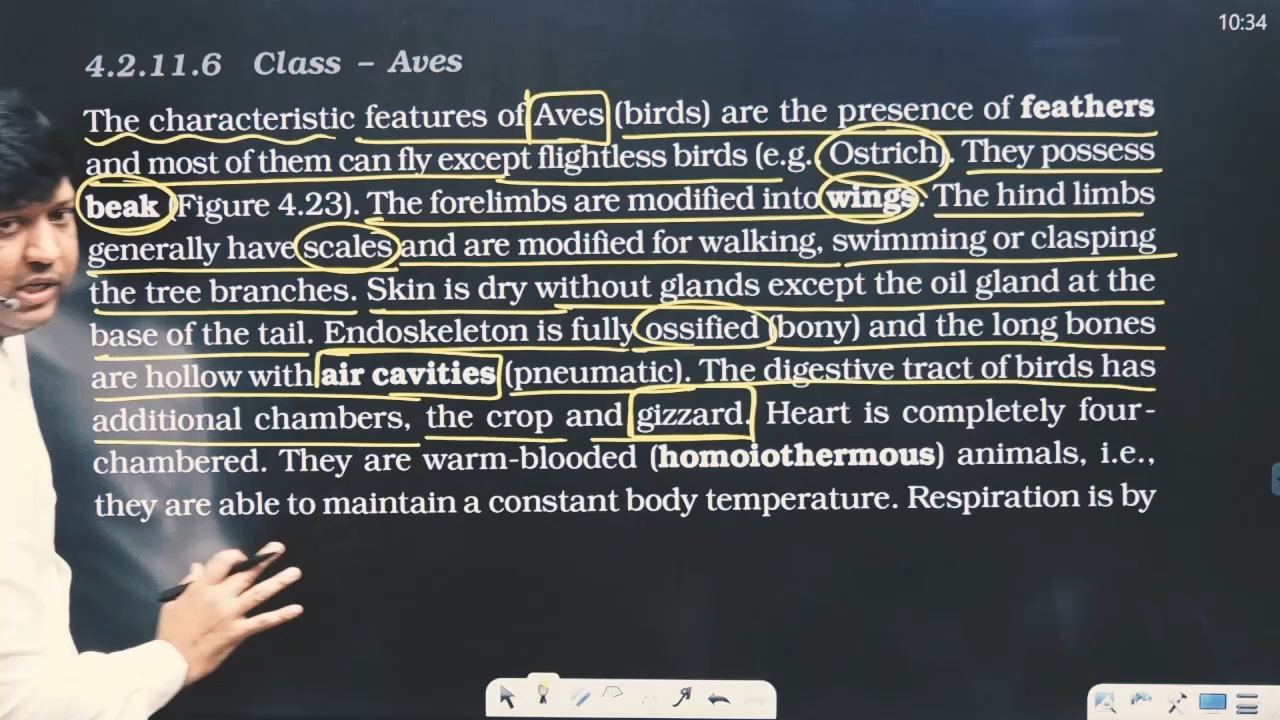 10:34
4.2.11.6 Class – Aves
The characteristic features of Aves (birds) are the presence of feathers
and most of them can fly except flightless birds (e.g. Ostrich). They possess
beak (Figure 4.23). The forelimbs are modified into wings. The hind limbs
generally have scales and are modified for walking, swimming or clasping
the tree branches. Skin is dry without glands except the oil gland at the
base of the tail. Endoskeleton is fully ossified (bony) and the long bones
are hollow with air cavities (pneumatic). The digestive tract of birds has
additional chambers, the crop and gizzard. Heart is completely four-
chambered. They are warm-blooded (homoiothermous) animals, i.e.,
they are able to maintain a constant body temperature. Respiration is by